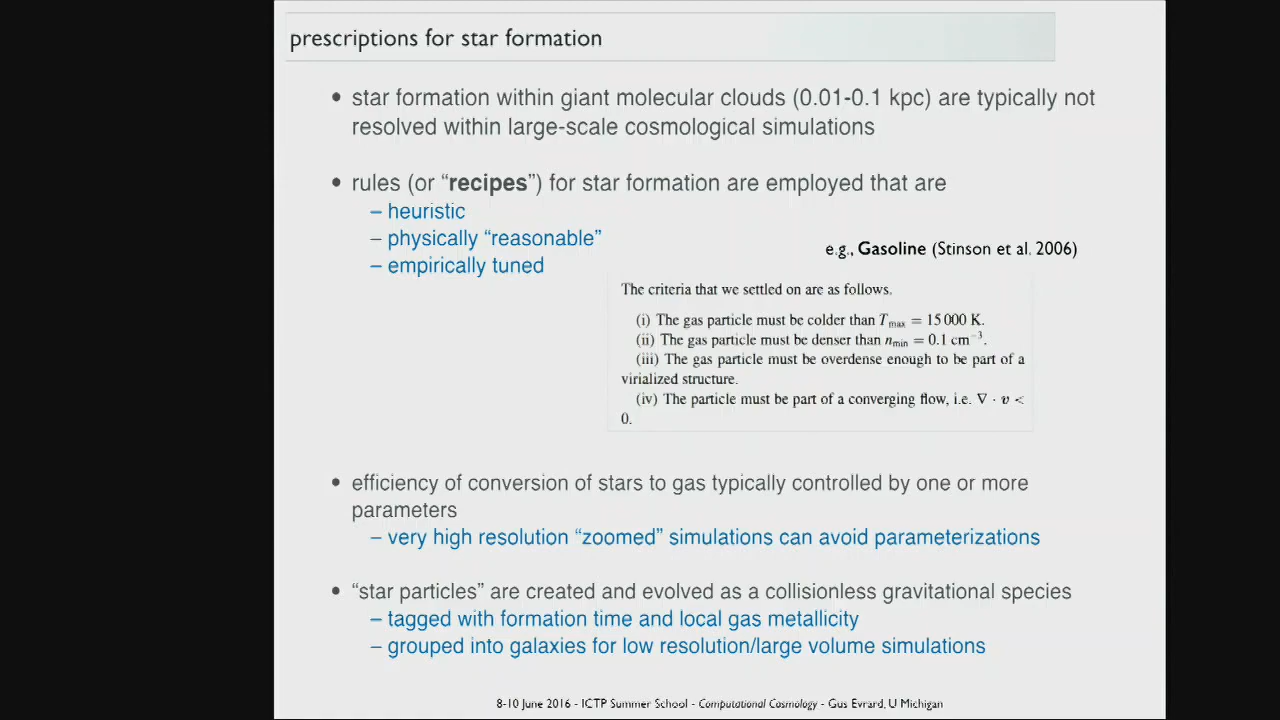 prescriptions for star formation
• star formation within giant molecular clouds (0.01-0.1 kpc) are typically not
resolved within large-scale cosmological simulations
• rules (or “recipes”) for star formation are employed that are
– heuristic
– physically “reasonable”
– empirically tuned
e.g., Gasoline (Stinson et al. 2006)
The criteria that we settled on are as follows.
(i) The gas particle must be colder than Tmax = 15 000 K.
(ii) The gas particle must be denser than nmin = 0.1 cm⁻³.
(iii) The gas particle must be overdense enough to be part of a
virialized structure.
(iv) The particle must be part of a converging flow, i.e. ∇ · v <
0.
• efficiency of conversion of stars to gas typically controlled by one or more
parameters
– very high resolution “zoomed” simulations can avoid parameterizations
• “star particles” are created and evolved as a collisionless gravitational species
– tagged with formation time and local gas metallicity
– grouped into galaxies for low resolution/large volume simulations
8-10 June 2016 - ICTP Summer School - Computational Cosmology - Gus Evrard, U Michigan